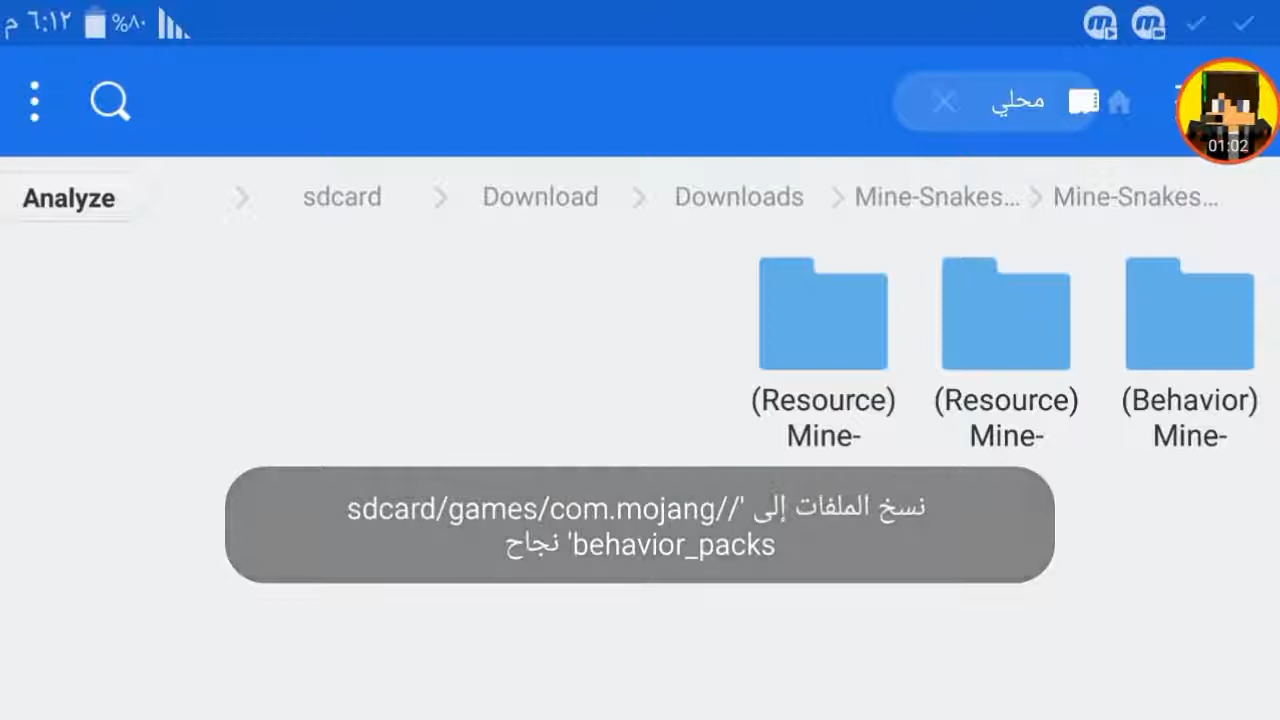 م ٦:١٢ %٨٠
محلي
01:02
Analyze
sdcard
Download
Downloads
Mine-Snakes...
Mine-Snakes...
(Resource)
Mine-
(Resource)
Mine-
(Behavior)
Mine-
نسخ الملفات إلى '/sdcard/games/com.mojang/
behavior_packs' نجاح